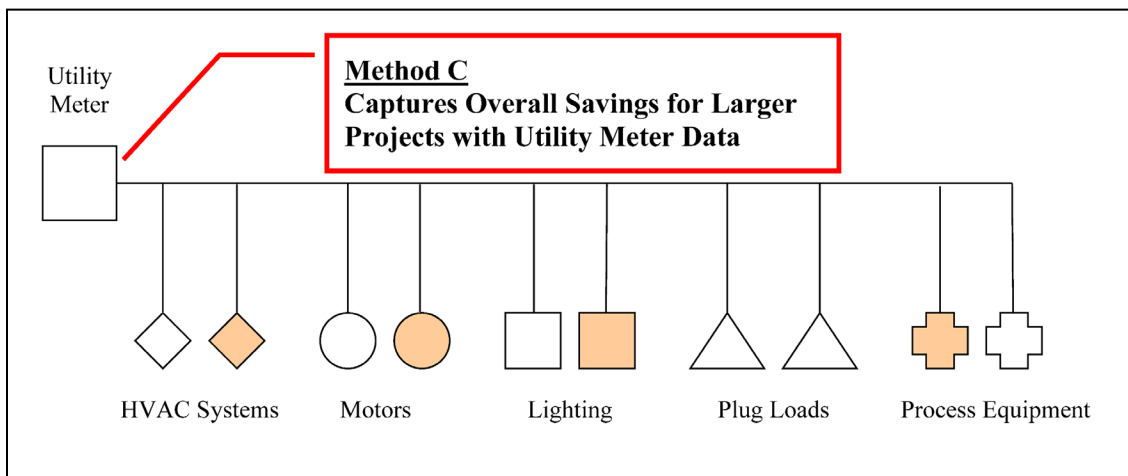 Utility
Meter
Method C
Captures Overall Savings for Larger
Projects with Utility Meter Data
HVAC Systems
Motors
Lighting
Plug Loads
Process Equipment